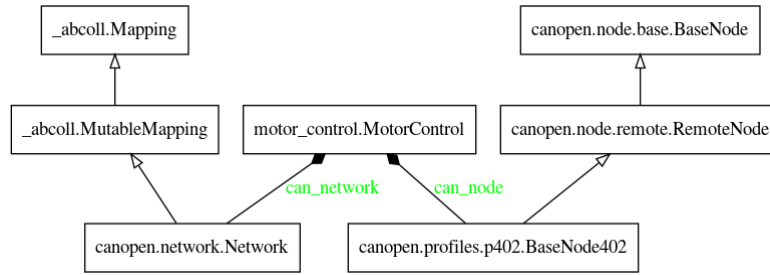 _abcoll.Mapping
canopen.node.base.BaseNode
_abcoll.MutableMapping
motor_control.MotorControl
canopen.node.remote.RemoteNode
can_network
can_node
canopen.network.Network
canopen.profiles.p402.BaseNode402